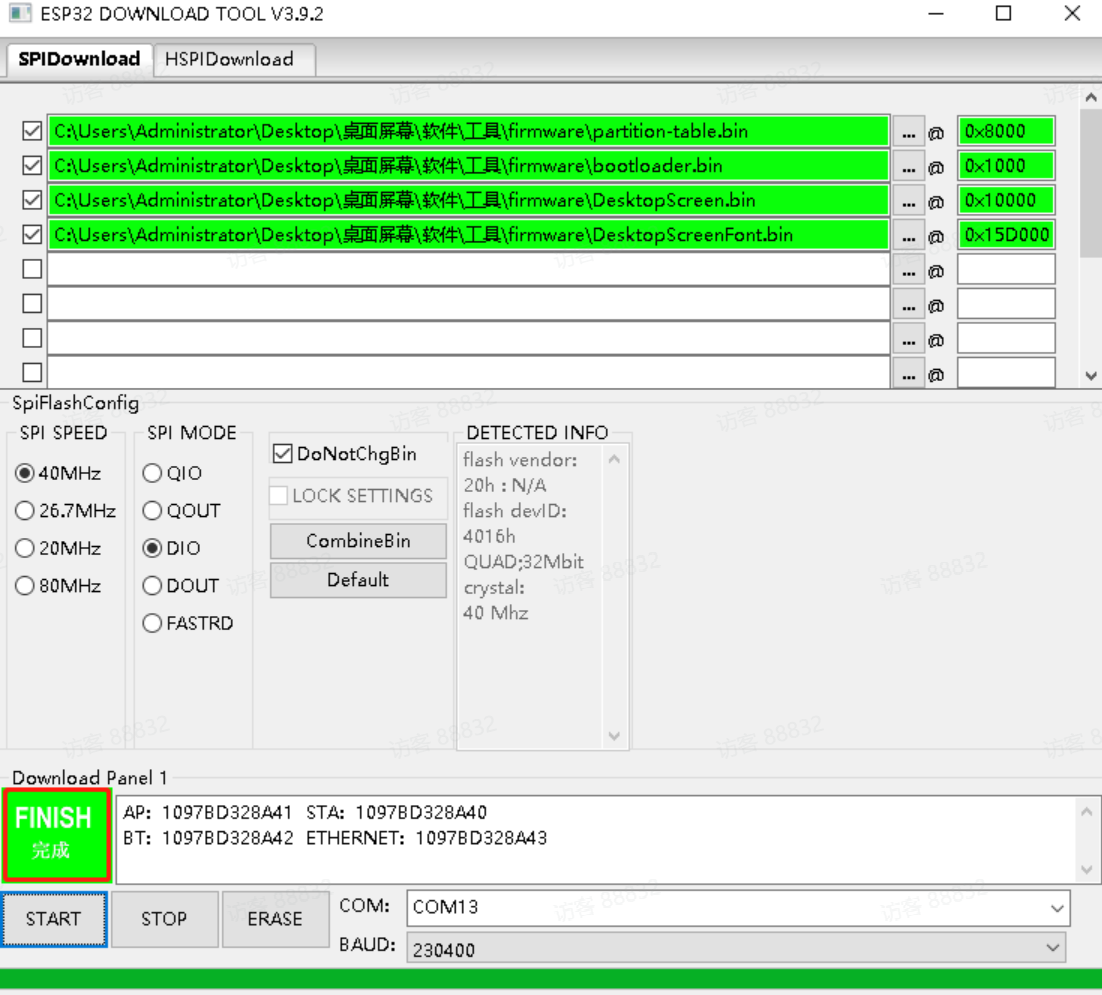 ESP32 DOWNLOAD TOOL V3.9.2
SPIDownload HSPIDownload
C:\Users\Administrator\Desktop\桌面屏幕\软件\工具\firmware\partition-table.bin ... @ 0x8000
C:\Users\Administrator\Desktop\桌面屏幕\软件\工具\firmware\bootloader.bin ... @ 0x1000
C:\Users\Administrator\Desktop\桌面屏幕\软件\工具\firmware\DesktopScreen.bin ... @ 0x10000
C:\Users\Administrator\Desktop\桌面屏幕\软件\工具\firmware\DesktopScreenFont.bin ... @ 0x15D000
... @
... @
... @
... @
SpiFlashConfig
SPI SPEED
40MHz
26.7MHz
20MHz
80MHz
SPI MODE
QIO
QOUT
DIO
DOUT
FASTRD
DoNotChgBin
LOCK SETTINGS
CombineBin
Default
DETECTED INFO
flash vendor:
20h : N/A
flash devID:
4016h
QUAD;32Mbit
crystal:
40 Mhz
Download Panel 1
FINISH
完成
AP: 1097BD328A41 STA: 1097BD328A40
BT: 1097BD328A42 ETHERNET: 1097BD328A43
START STOP ERASE
COM: COM13
BAUD: 230400
访客 88832